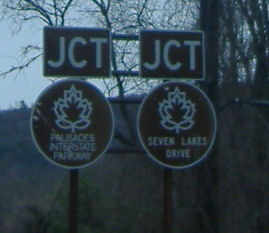 JCT
JCT
PALISADES
INTERSTATE
PARKWAY
SEVEN LAKES
DRIVE